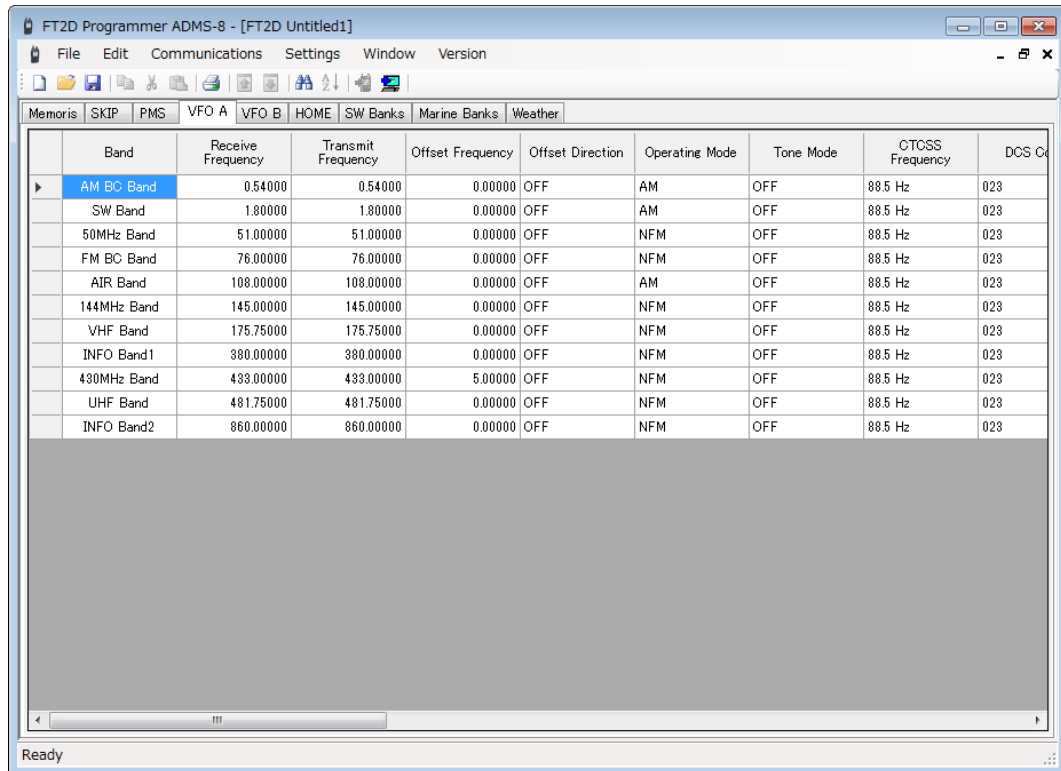 FT2D Programmer ADMS-8 - [FT2D Untitled1]
File Edit Communications Settings Window Version
Memoris SKIP PMS VFO A VFO B HOME SW Banks Marine Banks Weather
Band Receive Frequency Transmit Frequency Offset Frequency Offset Direction Operating Mode Tone Mode CTCSS Frequency DCS Co
AM BC Band 0.54000 0.54000 0.00000 OFF AM OFF 88.5 Hz 023
SW Band 1.80000 1.80000 0.00000 OFF AM OFF 88.5 Hz 023
50MHz Band 51.00000 51.00000 0.00000 OFF NFM OFF 88.5 Hz 023
FM BC Band 76.00000 76.00000 0.00000 OFF NFM OFF 88.5 Hz 023
AIR Band 108.00000 108.00000 0.00000 OFF AM OFF 88.5 Hz 023
144MHz Band 145.00000 145.00000 0.00000 OFF NFM OFF 88.5 Hz 023
VHF Band 175.75000 175.75000 0.00000 OFF NFM OFF 88.5 Hz 023
INFO Band1 380.00000 380.00000 0.00000 OFF NFM OFF 88.5 Hz 023
430MHz Band 433.00000 433.00000 5.00000 OFF NFM OFF 88.5 Hz 023
UHF Band 481.75000 481.75000 0.00000 OFF NFM OFF 88.5 Hz 023
INFO Band2 860.00000 860.00000 0.00000 OFF NFM OFF 88.5 Hz 023
Ready